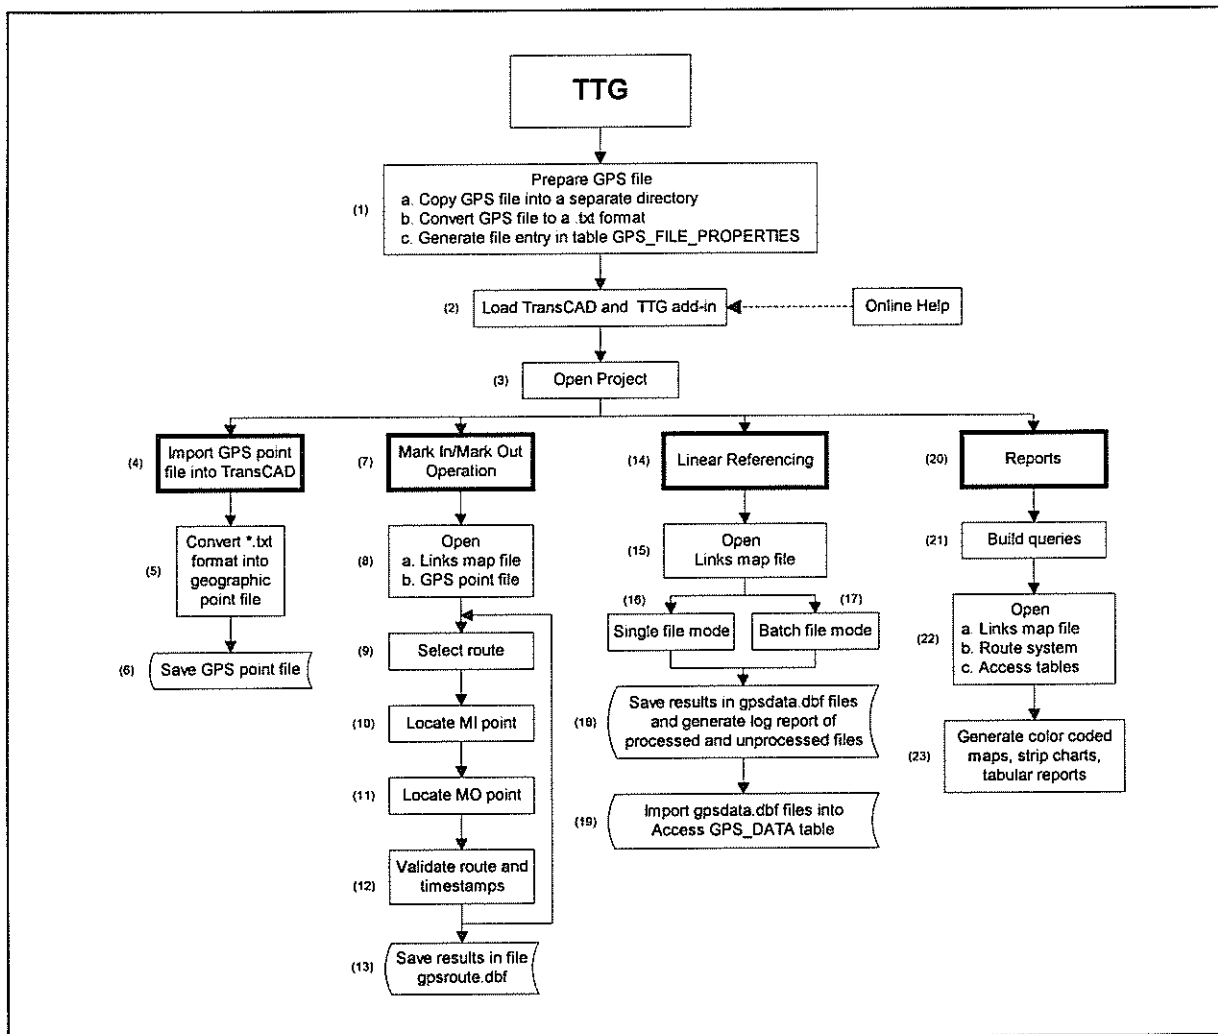 TTG
(1)
Prepare GPS file
a. Copy GPS file into a separate directory
b. Convert GPS file to a .txt format
c. Generate file entry in table GPS_FILE_PROPERTIES
(2)
Load TransCAD and TTG add-in
Online Help
(3)
Open Project
(4)
Import GPS point
file into TransCAD
(5)
Convert *.txt
format into
geographic
point file
(6)
Save GPS point file
(7)
Mark In/Mark Out
Operation
(8)
Open
a. Links map file
b. GPS point file
(9)
Select route
(10)
Locate MI point
(11)
Locate MO point
(12)
Validate route and
timestamps
(13)
Save results in file
gpsroute.dbf
(14)
Linear Referencing
(15)
Open
Links map file
(16)
Single file mode
(17)
Batch file mode
(18)
Save results in gpsdata.dbf files
and generate log report of
processed and unprocessed files
(19)
Import gpsdata.dbf files into
Access GPS_DATA table
(20)
Reports
(21)
Build queries
(22)
Open
a. Links map file
b. Route system
c. Access tables
(23)
Generate color coded
maps, strip charts,
tabular reports